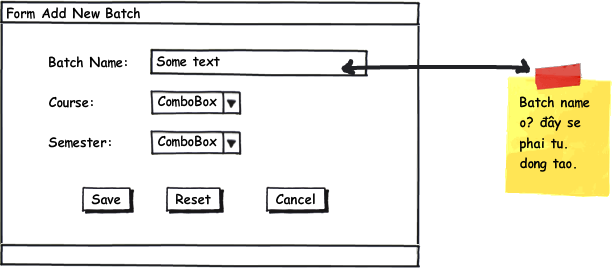 Form Add New Batch
Batch Name: Some text
Course: ComboBox
Semester: ComboBox
Save Reset Cancel
Batch name
o? đây se
phai tu.
dong tao.